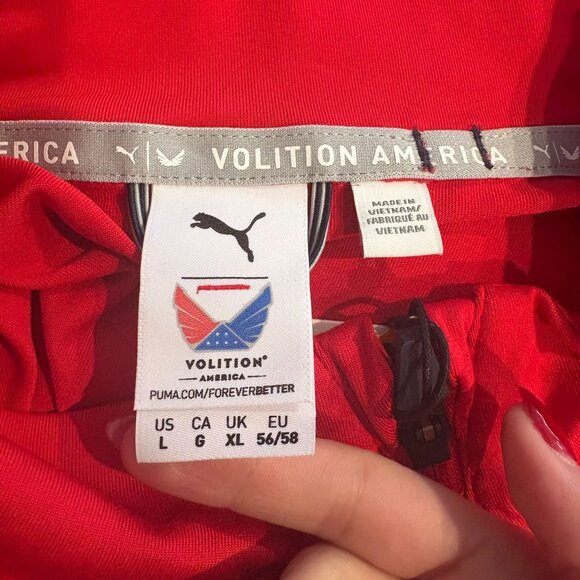 ERICA VOLITION AMERICA
MADE IN
VIETNAM/
FABRIQUÉ AU
VIETNAM
VOLITION®
AMERICA
PUMA.COM/FOREVERBETTER
US CA UK EU
L G XL 56/58